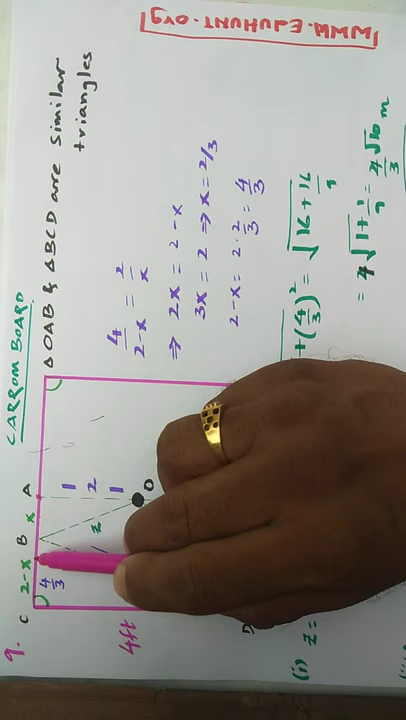 [WWW.EduHUNT.org]
9.
CARROM BOARD
C 2-x B x A
4/3
1
2
1
z
O
4ft
D
ΔOAB & ΔBCD are similar
triangles
4/(2-x) = 2/x
⇒ 2x = 2-x
3x = 2 ⇒ x = 2/3
2-x = 2·2/3 = 4/3
(i) z =
+(4/3)² = √16+16/9
= 4√1+1/9 = 4√10/3 m